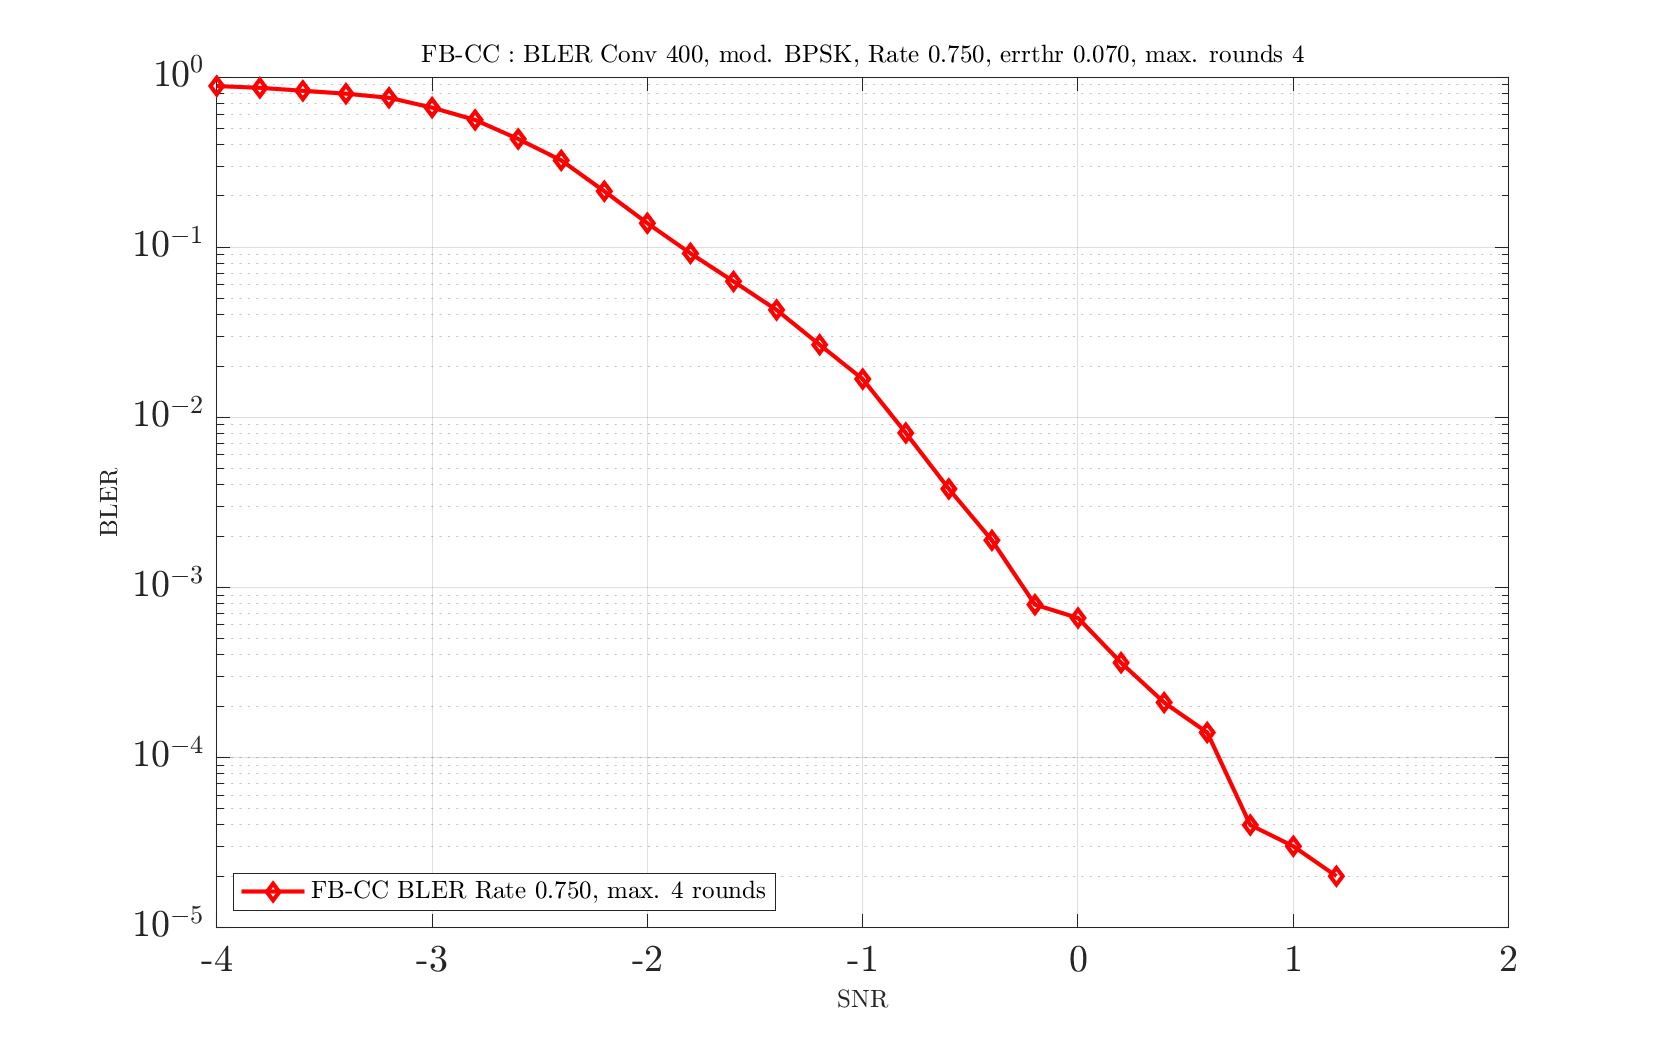 FB-CC : BLER Conv 400, mod. BPSK, Rate 0.750, errthr 0.070, max. rounds 4
10^0
10^-1
10^-2
10^-3
10^-4
10^-5
BLER
FB-CC BLER Rate 0.750, max. 4 rounds
-4 -3 -2 -1 0 1 2
SNR